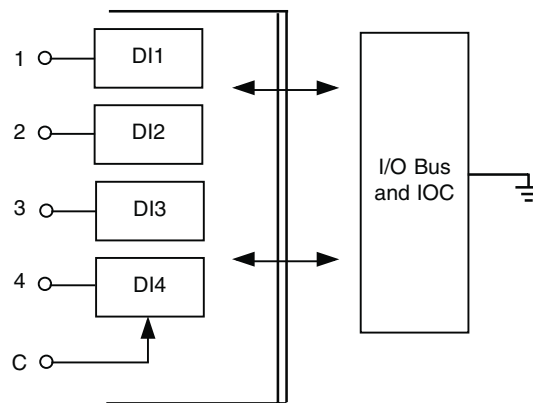 1 DI1
2 DI2
3 DI3
4 DI4
C
I/O Bus
and IOC